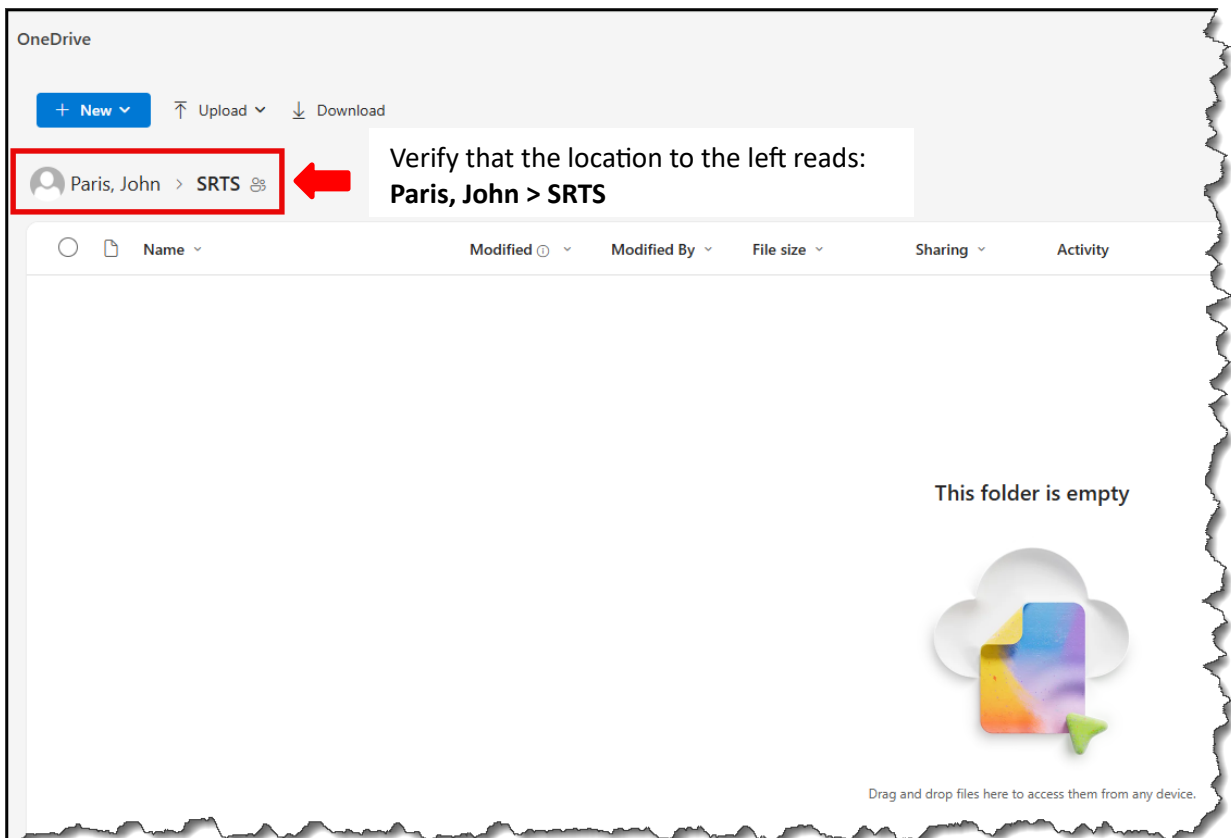 OneDrive
+ New Upload Download
Verify that the location to the left reads:
Paris, John > SRTS
Paris, John > SRTS
Name Modified Modified By File size Sharing Activity
This folder is empty
Drag and drop files here to access them from any device.